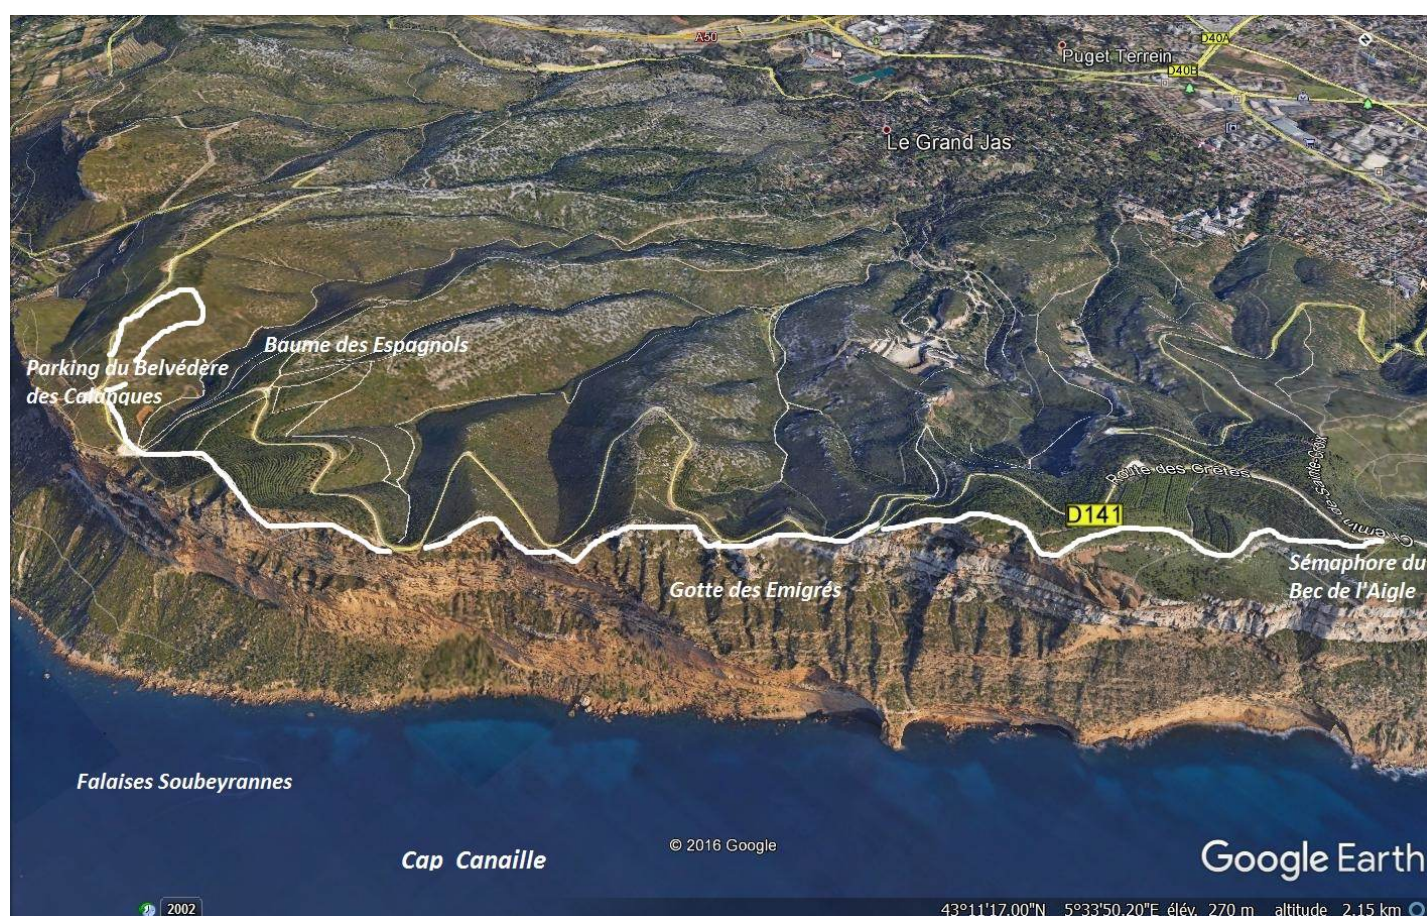 A50
D40A
Puget Terrein
D40B
Le Grand Jas
Baume des Espagnols
Parking du Belvédère
des Calanques
Route des Crêtes
D141
Sémaphore du
Bec de l'Aigle
Gotte des Emigrés
Falaises Soubeyrannes
© 2016 Google
Cap Canaille
Google Earth
2002
43°11'17.00"N 5°33'50.20"E élév. 270 m altitude 2.15 km